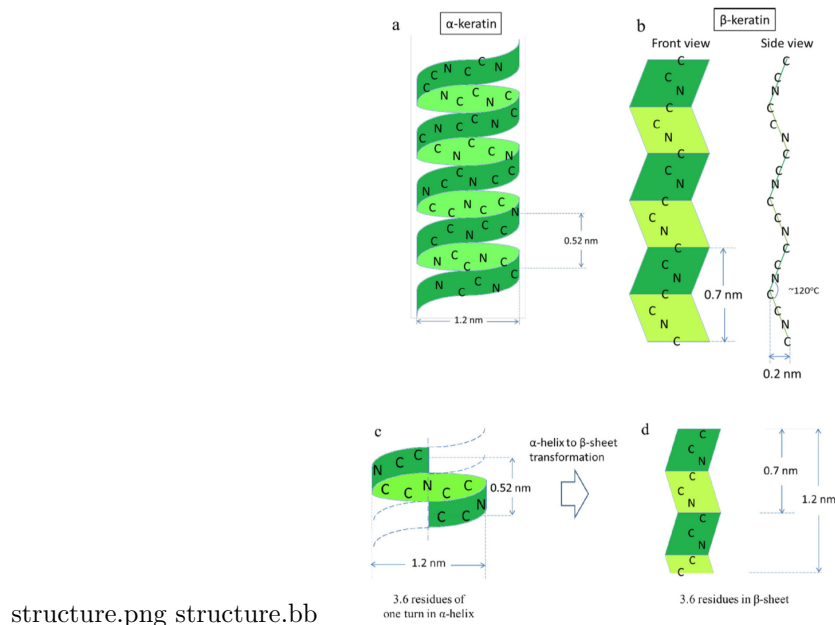 α-keratin
β-keratin
a
b
Front view
Side view
C C N C C N
N C C N C
C N C C N C
C N C C N
N C C N C C
C C N C C N
C N C C
N C N C
N C C N C
0.52 nm
1.2 nm
C
C
N
C
C
N
C
C
N
C
C
N
C
C
N
C
C
N
C
0.7 nm
C
C
N
C
C
N
C
C
N
C
C
N
C
C
N
C
C
N
C
~120°C
0.2 nm
c
N C C
C C N C C
C C N
0.52 nm
1.2 nm
3.6 residues of
one turn in α-helix
α-helix to β-sheet
transformation
d
C
C
N
C
C
N
C
C
N
C
C
0.7 nm
1.2 nm
3.6 residues in β-sheet
structure.png structure.bb